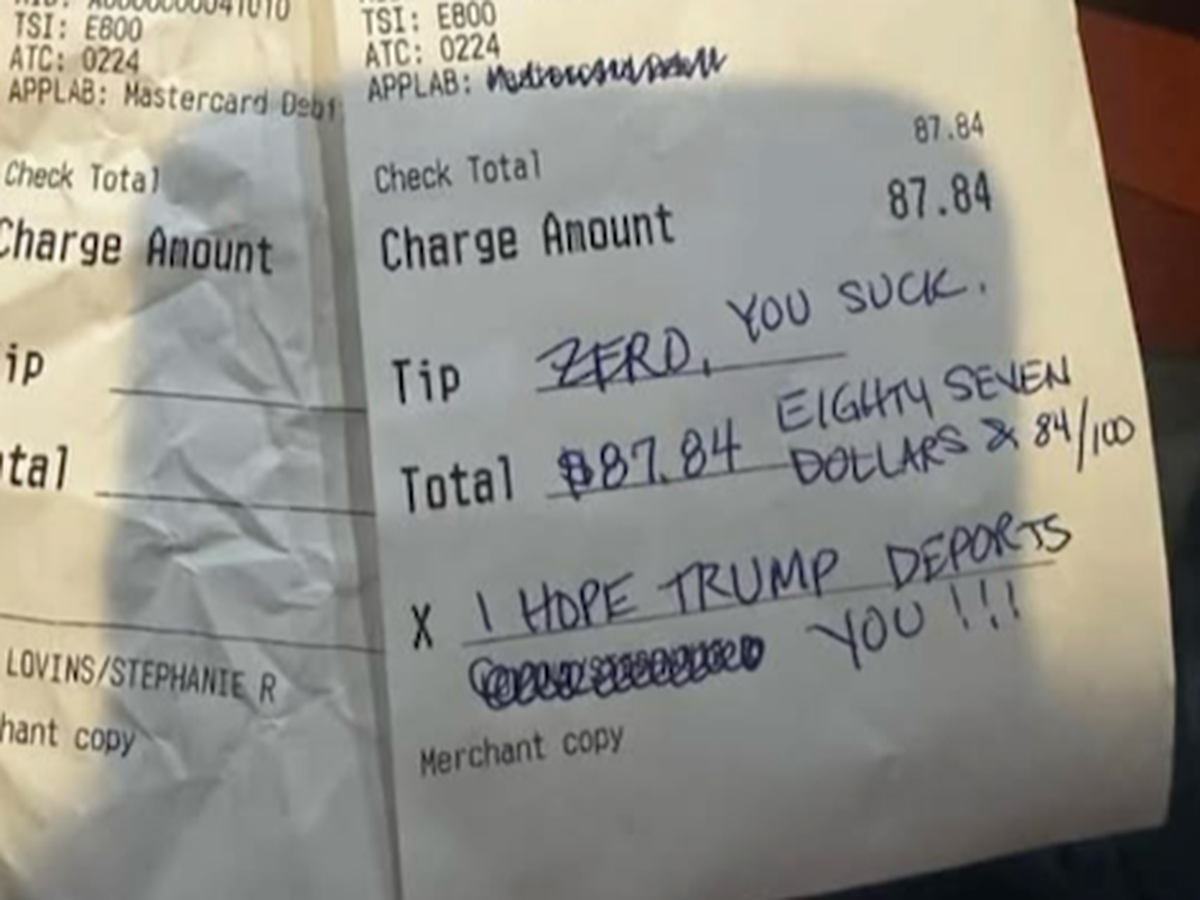 TSI: E800
ATC: 0224
APPLAB: Mastercard Debi
Check Total
Charge Amount
ip
tal
LOVINS/STEPHANIE R
hant copy
TSI: E800
ATC: 0224
APPLAB:
87.84
Check Total
87.84
Charge Amount
Tip ZERO, YOU SUCK.
Total $87.84 EIGHTY SEVEN
DOLLARS & 84/100
X I HOPE TRUMP DEPORTS
YOU !!!
Merchant copy